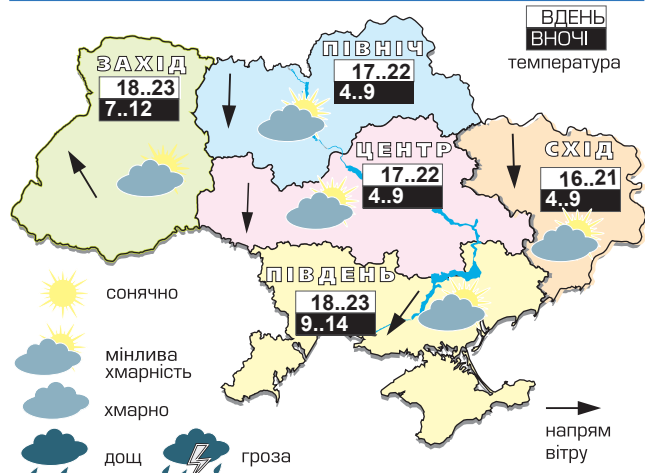 ВДЕНЬ
ВНОЧІ
температура
ПІВНІЧ
17..22
4..9
ЗАХІД
18..23
7..12
ЦЕНТР
17..22
4..9
СХІД
16..21
4..9
ПІВДЕНЬ
18..23
9..14
сонячно
мінлива
хмарність
хмарно
дощ
гроза
напрям
вітру